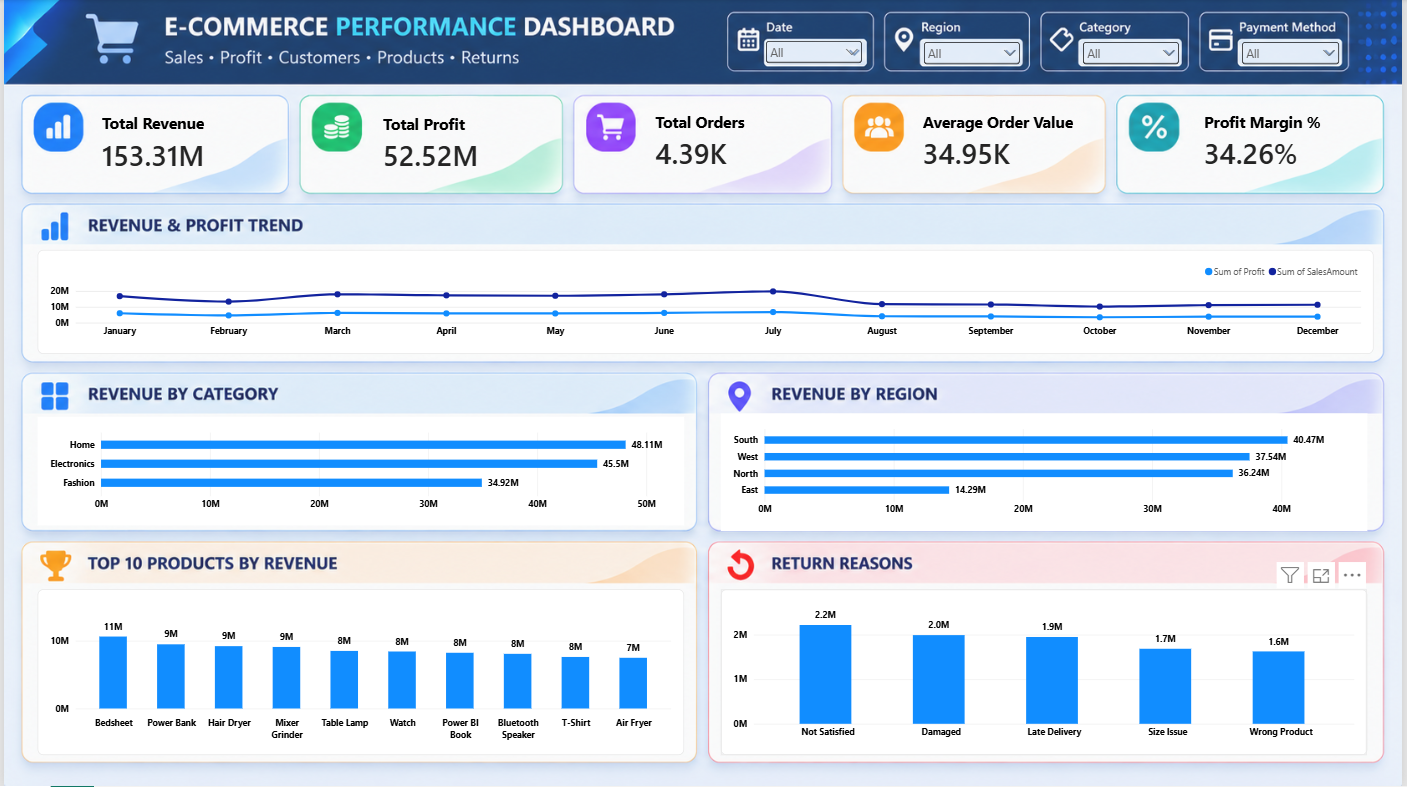 E-COMMERCE PERFORMANCE DASHBOARD
Sales • Profit • Customers • Products • Returns
Date
All
Region
All
Category
All
Payment Method
All
Total Revenue
153.31M
Total Profit
52.52M
Total Orders
4.39K
Average Order Value
34.95K
Profit Margin %
34.26%
REVENUE & PROFIT TREND
Sum of Profit Sum of SalesAmount
20M
10M
0M
January February March April May June July August September October November December
REVENUE BY CATEGORY
Home 48.11M
Electronics 45.5M
Fashion 34.92M
0M 10M 20M 30M 40M 50M
REVENUE BY REGION
South 40.47M
West 37.54M
North 36.24M
East 14.29M
0M 10M 20M 30M 40M
TOP 10 PRODUCTS BY REVENUE
11M 9M 9M 9M 8M 8M 8M 8M 8M 7M
10M
0M
Bedsheet Power Bank Hair Dryer Mixer Grinder Table Lamp Watch Power BI Book Bluetooth Speaker T-Shirt Air Fryer
RETURN REASONS
2.2M 2.0M 1.9M 1.7M 1.6M
2M
1M
0M
Not Satisfied Damaged Late Delivery Size Issue Wrong Product